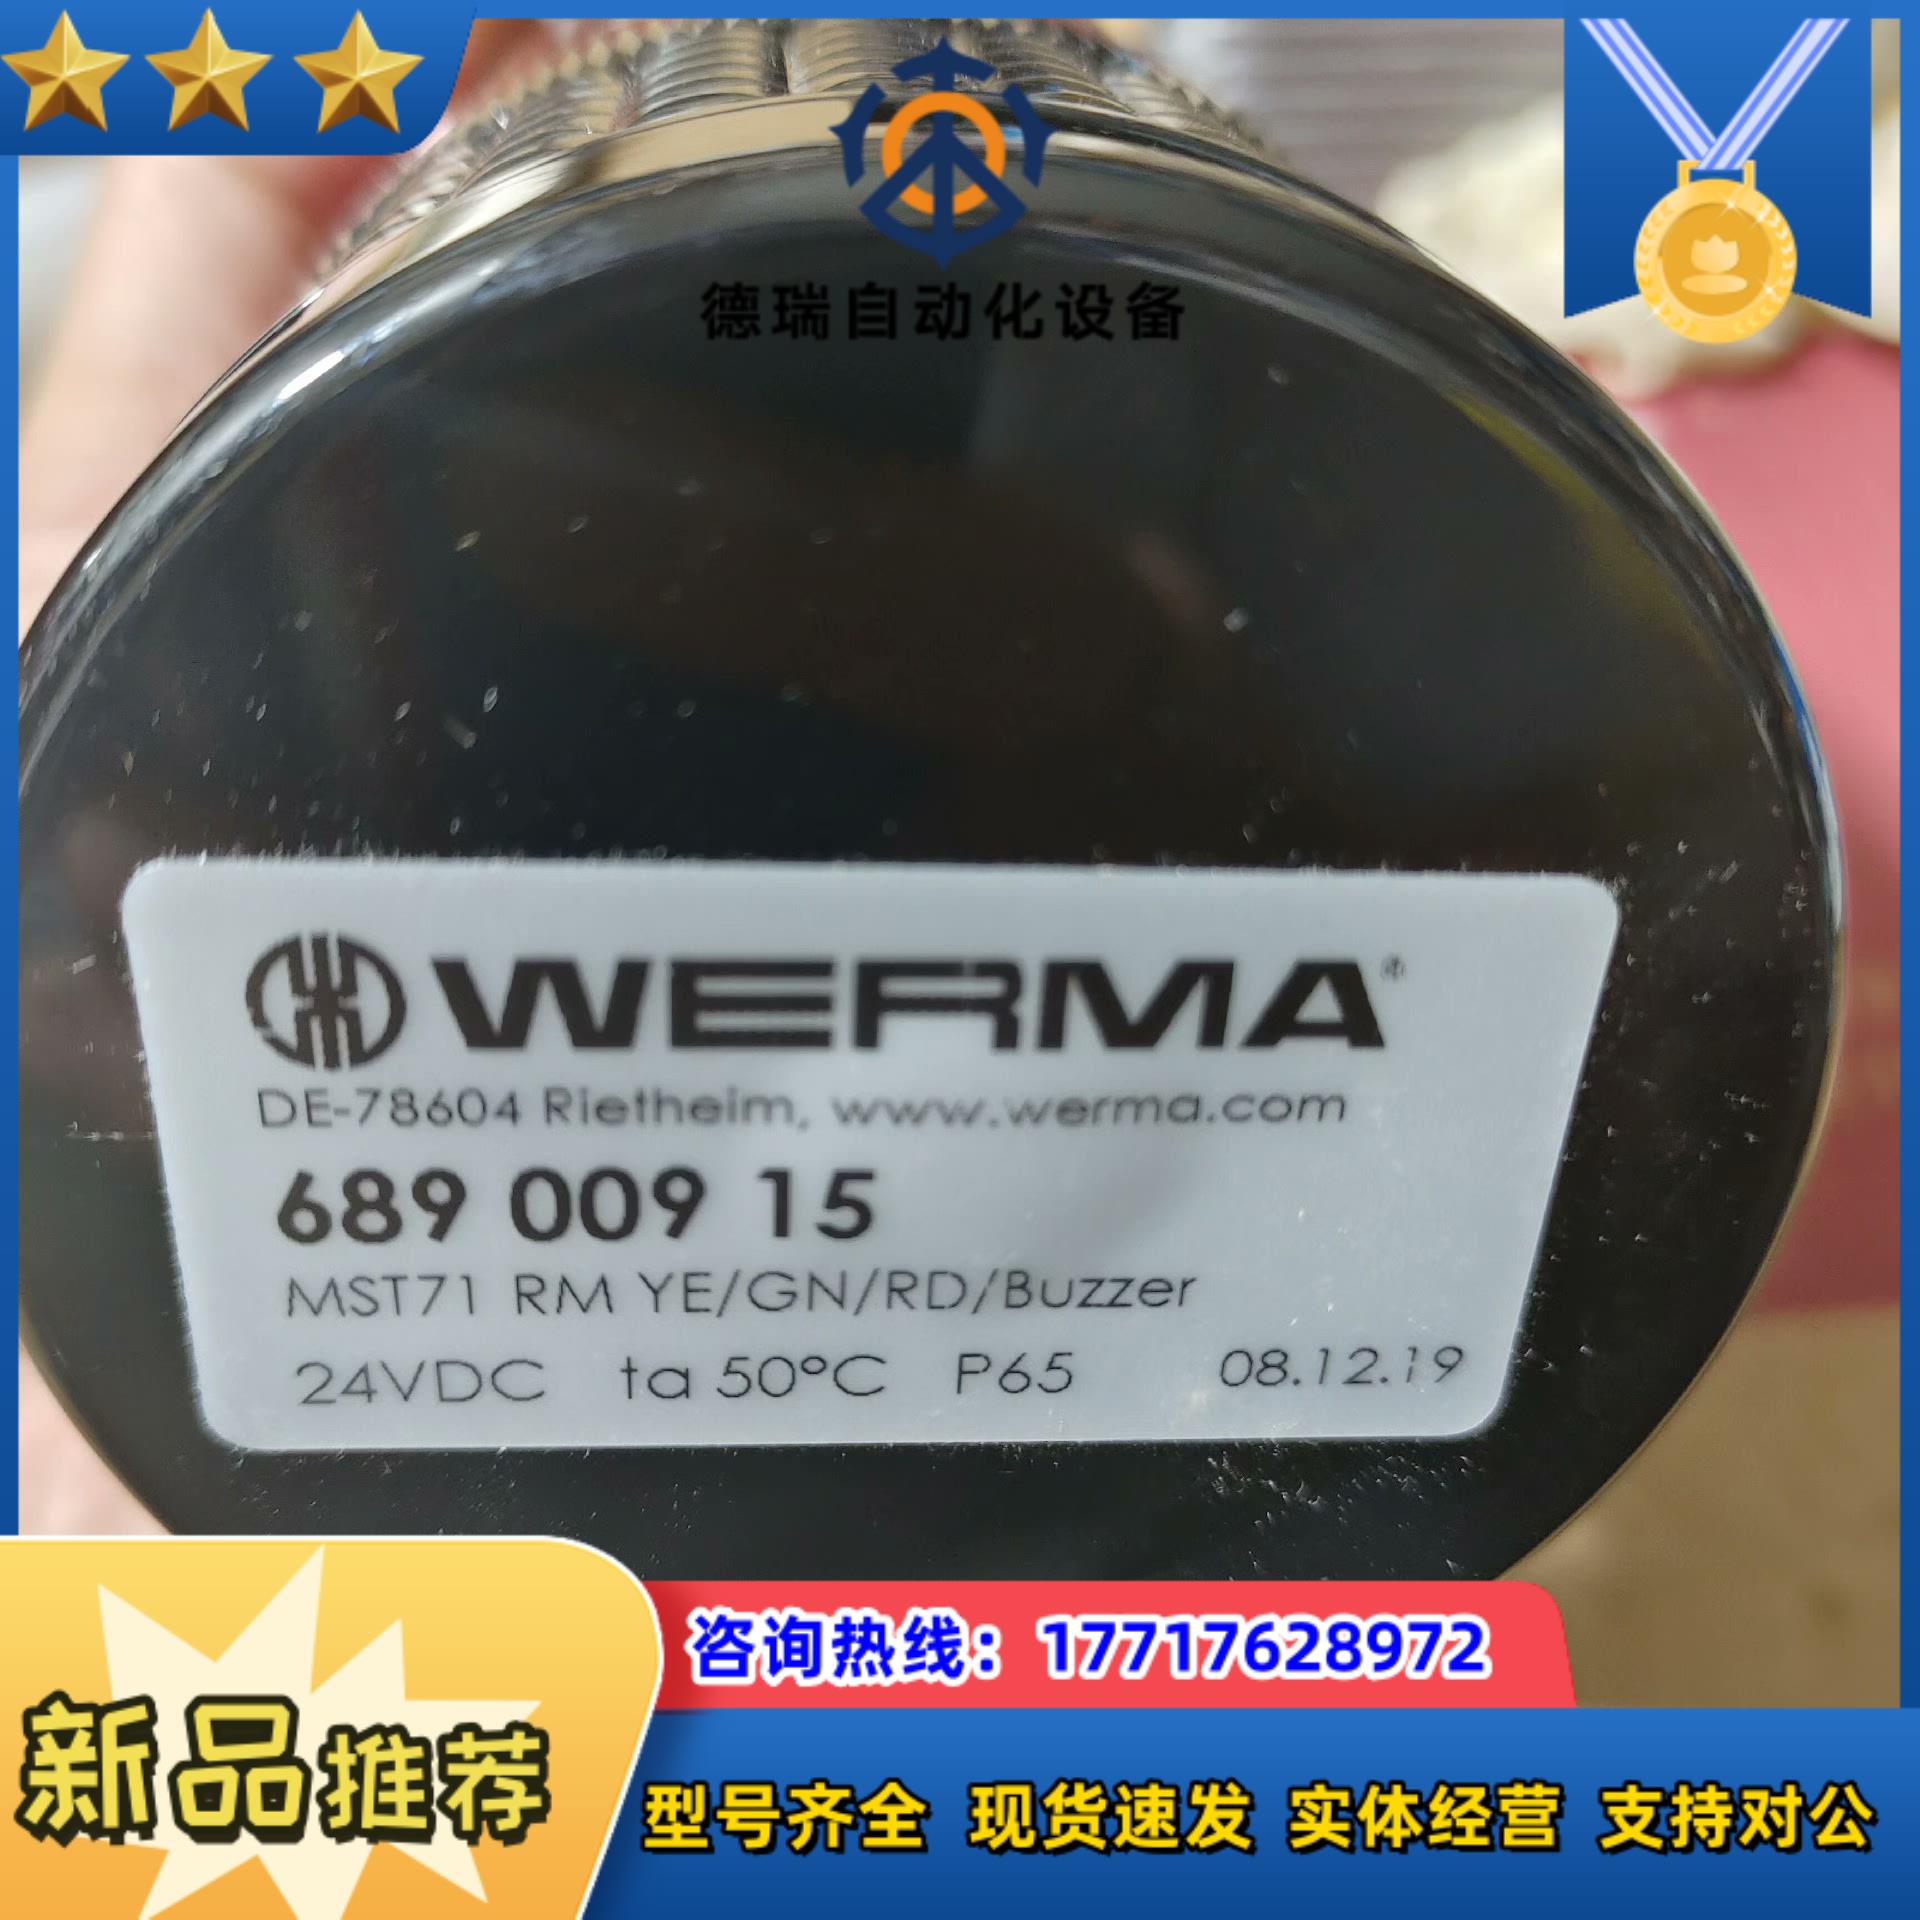 德瑞自动化设备
WERMA®
DE-78604 Rietheim, www.werma.com
689 009 15
MST71 RM YE/GN/RD/Buzzer
24VDC ta 50°C P65 08.12.19
咨询热线：17717628972
新品推荐
型号齐全 现货速发 实体经营 支持对公